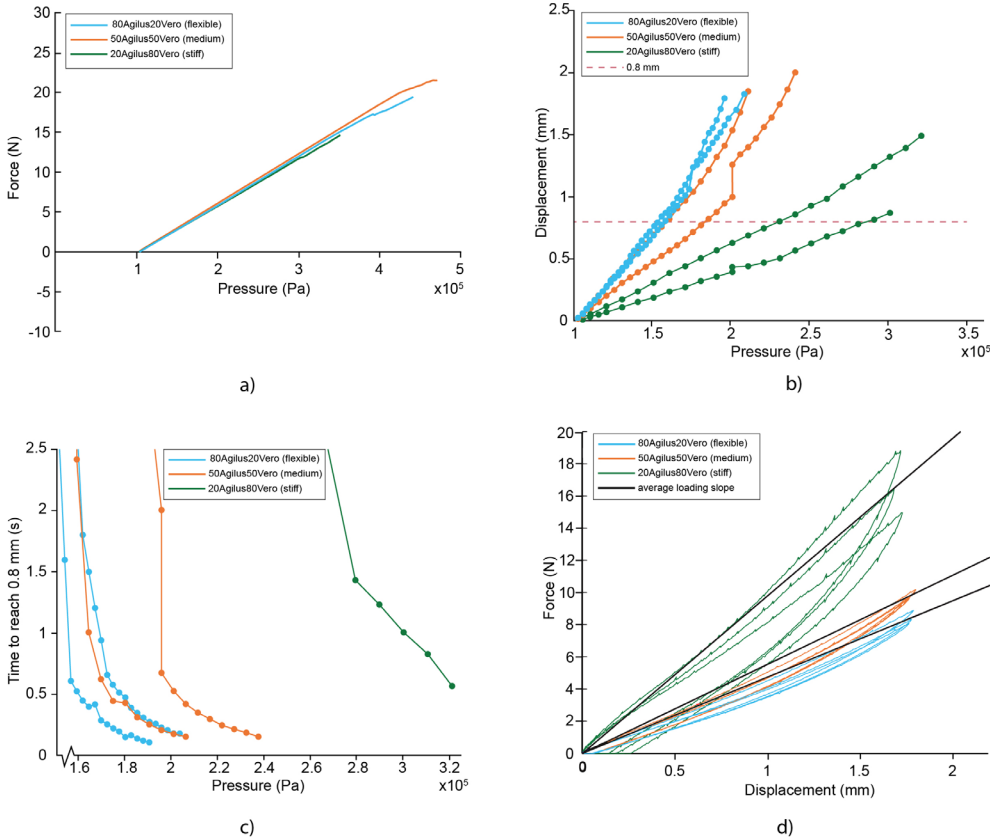 30
25
20
15
10
5
0
-5
-10
Force (N)
80Agilus20Vero (flexible)
50Agilus50Vero (medium)
20Agilus80Vero (stiff)
1
2
3
4
5
Pressure (Pa)
x10⁵
a)
2.5
2
1.5
1
0.5
0
Displacement (mm)
80Agilus20Vero (flexible)
50Agilus50Vero (medium)
20Agilus80Vero (stiff)
0.8 mm
1
1.5
2
2.5
3
3.5
Pressure (Pa)
x10⁵
b)
2.5
2
1.5
1
0.5
0
Time to reach 0.8 mm (s)
80Agilus20Vero (flexible)
50Agilus50Vero (medium)
20Agilus80Vero (stiff)
1.6
1.8
2
2.2
2.4
2.6
2.8
3
3.2
Pressure (Pa)
x10⁵
c)
20
18
16
14
12
10
8
6
4
2
0
Force (N)
80Agilus20Vero (flexible)
50Agilus50Vero (medium)
20Agilus80Vero (stiff)
average loading slope
0
0.5
1
1.5
2
Displacement (mm)
d)